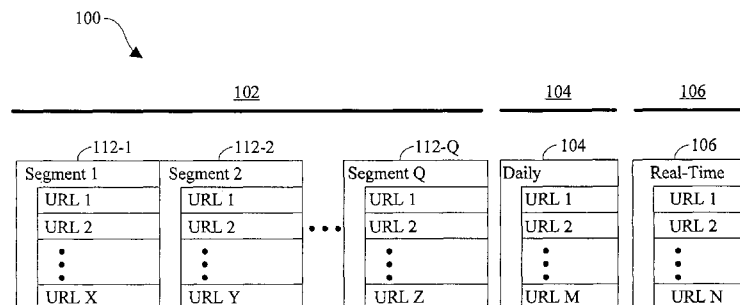 100
102 104 106
112-1 112-2 112-Q 104 106
Segment 1 Segment 2 Segment Q Daily Real-Time
URL 1 URL 1 URL 1 URL 1 URL 1
URL 2 URL 2 URL 2 URL 2 URL 2
URL X URL Y URL Z URL M URL N